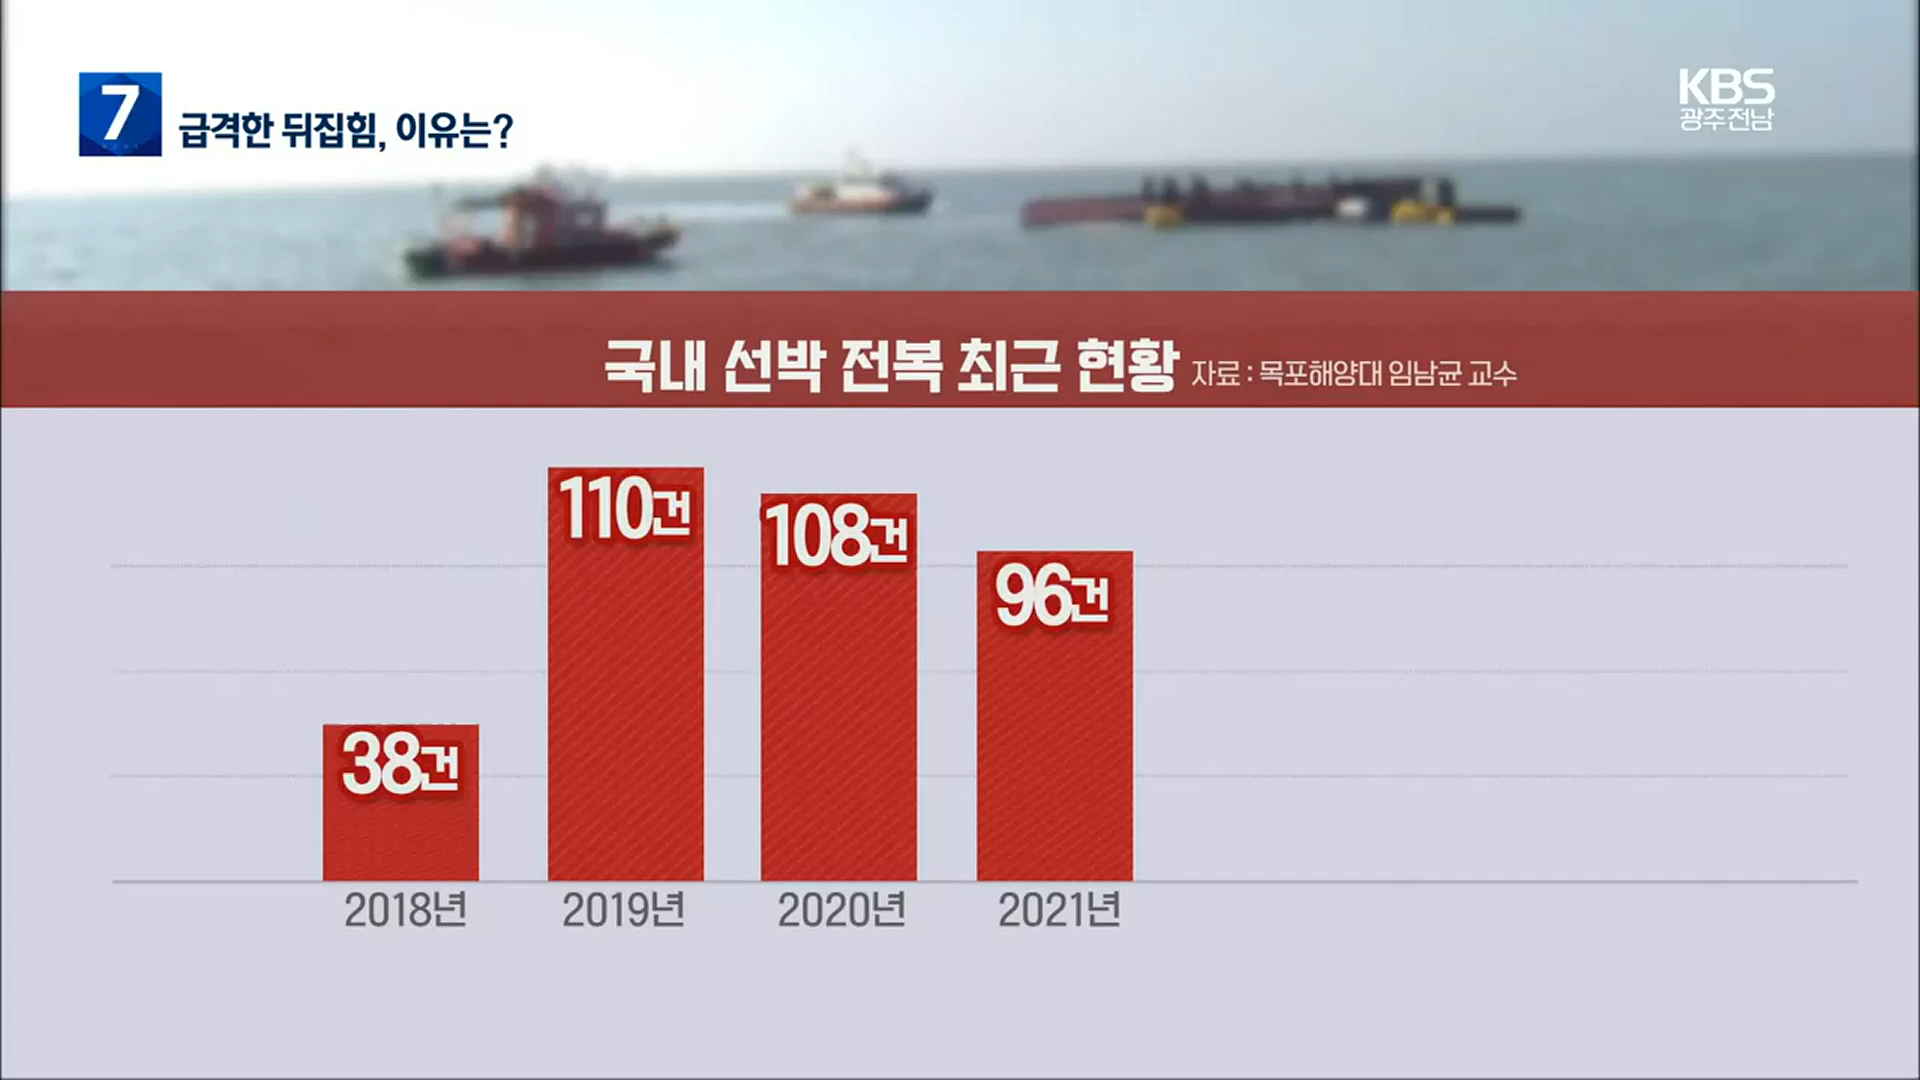 7
급격한 뒤집힘, 이유는?
KBS
광주전남
국내 선박 전복 최근 현황 자료 : 목포해양대 임남균 교수
38건
110건
108건
96건
2018년
2019년
2020년
2021년